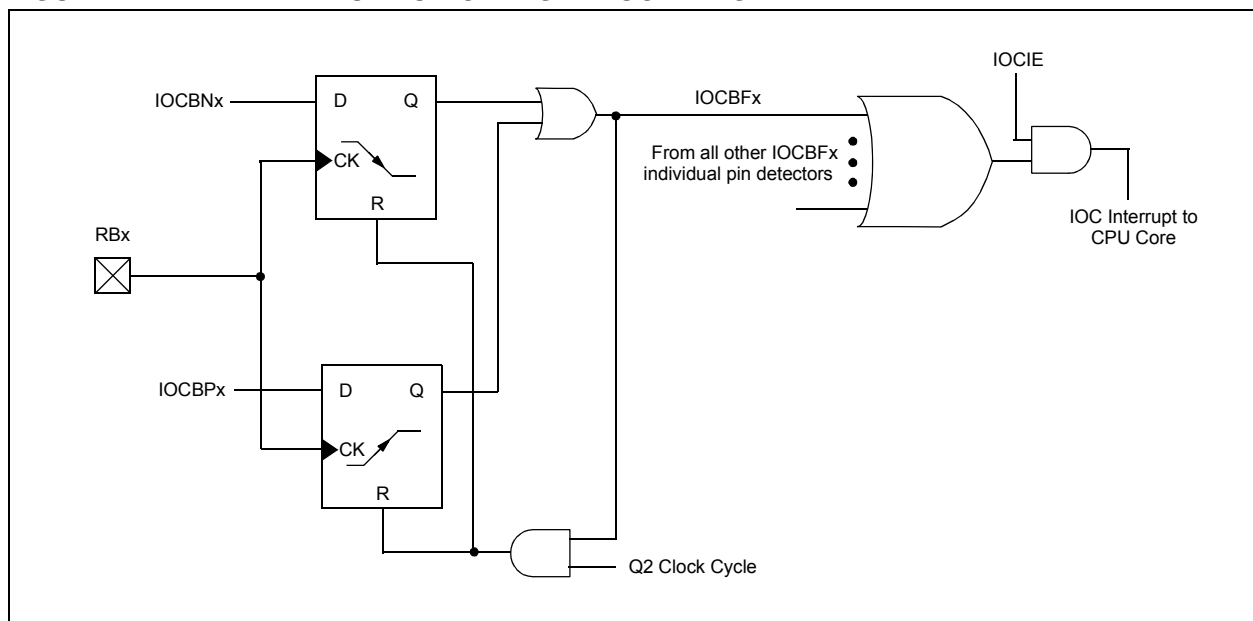 IOCIE
IOCBNx
D
Q
IOCBFx
CK
From all other IOCBFx
individual pin detectors
R
IOC Interrupt to
CPU Core
RBx
IOCBPx
D
Q
CK
R
Q2 Clock Cycle